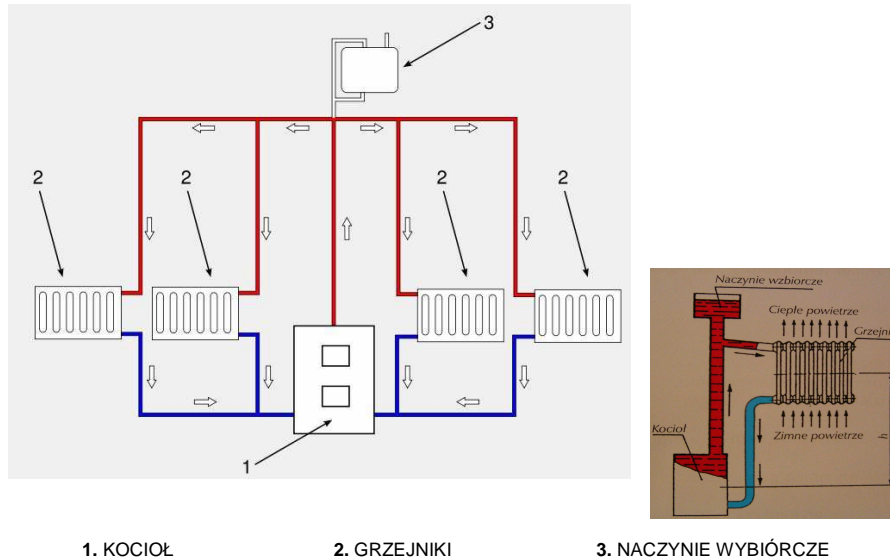 3
2
2
2
2
1
Naczynie wzbiorcze
Ciepłe powietrze
Grzejni
Kocioł
Zimne powietrze
h
1. KOCIOŁ 2. GRZEJNIKI 3. NACZYNIE WYBIÓRCZE